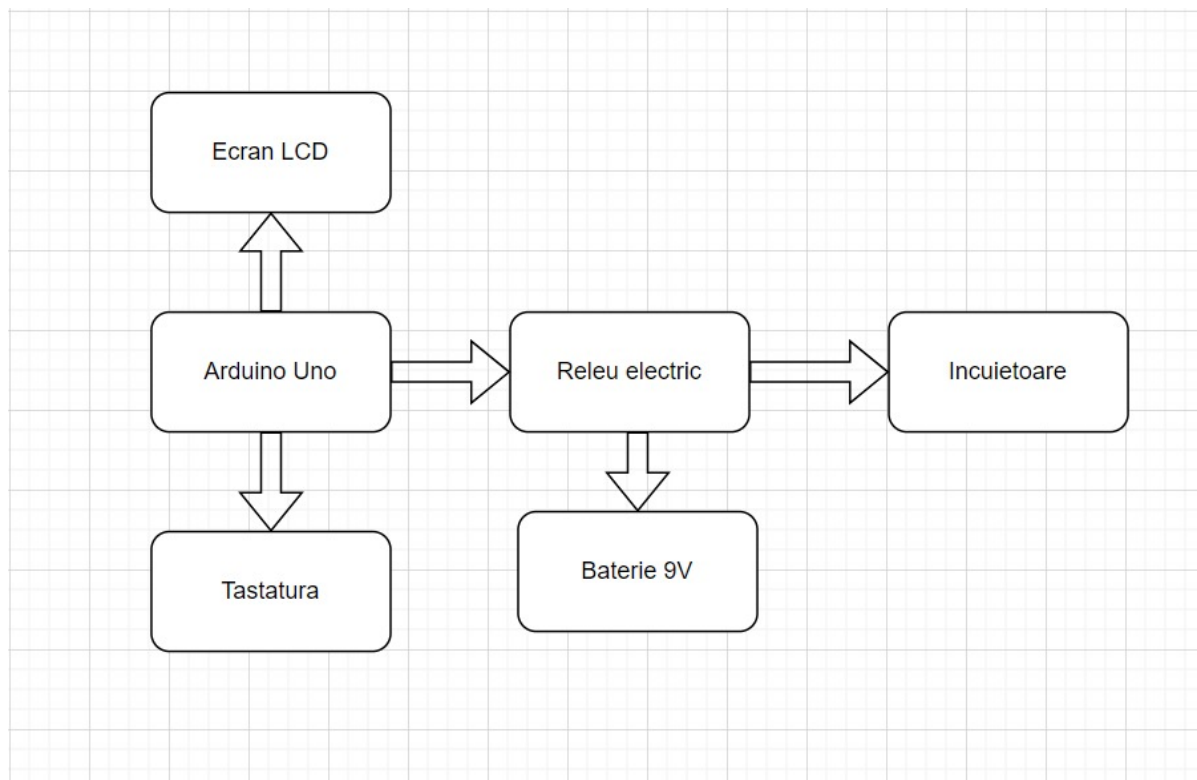 Ecran LCD
Arduino Uno
Releu electric
Incuietoare
Tastatura
Baterie 9V